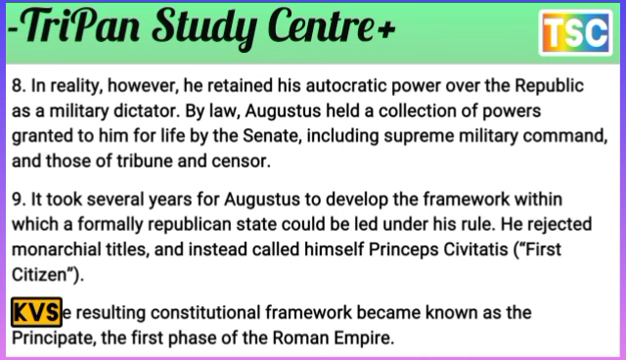 -TriPan Study Centre+
TSC
8. In reality, however, he retained his autocratic power over the Republic
as a military dictator. By law, Augustus held a collection of powers
granted to him for life by the Senate, including supreme military command,
and those of tribune and censor.
9. It took several years for Augustus to develop the framework within
which a formally republican state could be led under his rule. He rejected
monarchial titles, and instead called himself Princeps Civitatis (“First
Citizen”).
KVS resulting constitutional framework became known as the
Principate, the first phase of the Roman Empire.